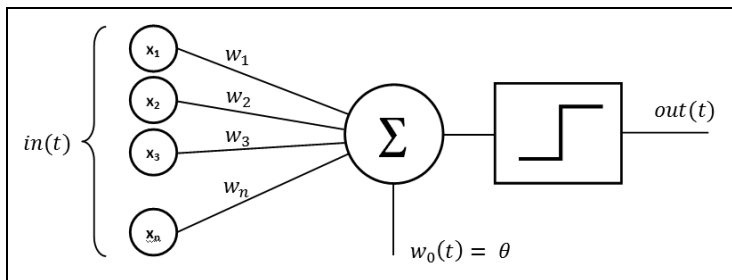 x₁
w₁
x₂
w₂
in(t)
x₃
w₃
Σ
out(t)
wₙ
xₙ
w₀(t) = θ